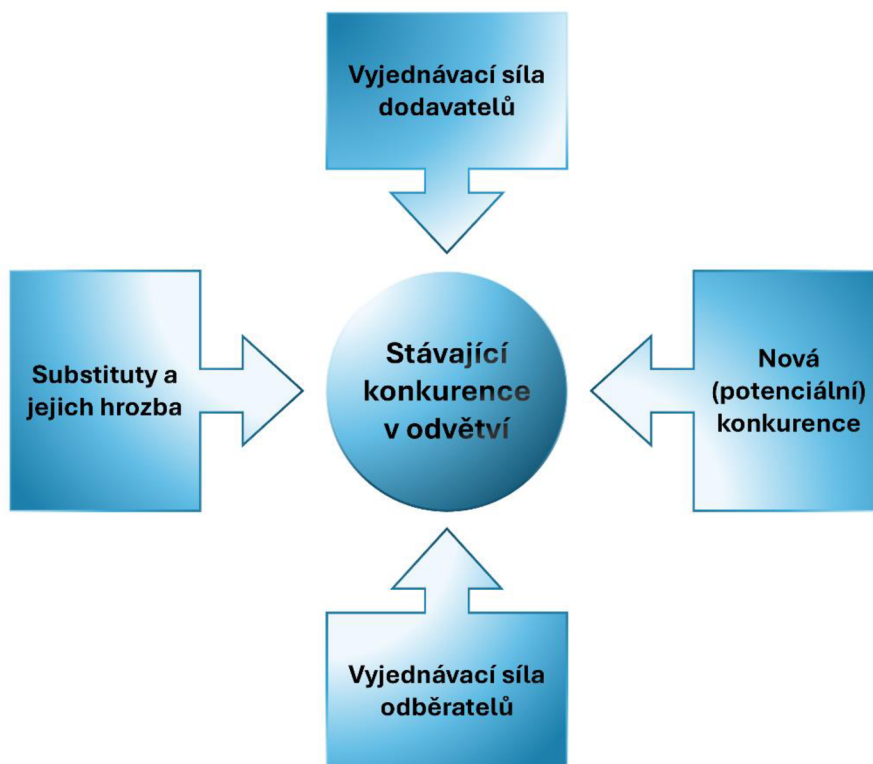 Vyjednávací síla
dodavatelů
Substituty a
jejich hrozba
Stávající
konkurence
v odvětví
Nová
(potenciální)
konkurence
Vyjednávací síla
odběratelů